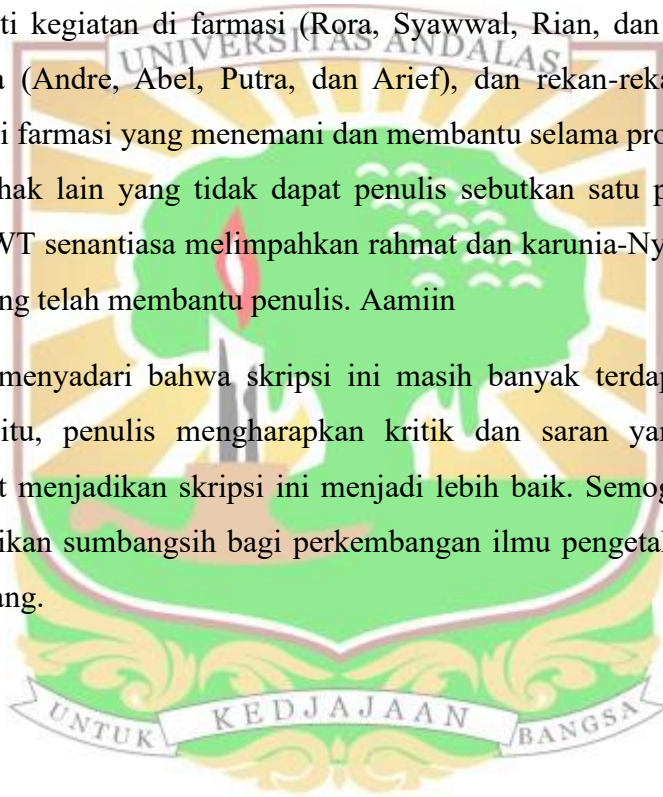 UNIVERSITAS ANDALAS
ti kegiatan di farmasi (Rora, Syawwal, Rian, dan
a (Andre, Abel, Putra, dan Arief), dan rekan-reka
i farmasi yang menemani dan membantu selama pro
hak lain yang tidak dapat penulis sebutkan satu p
WT senantiasa melimpahkan rahmat dan karunia-Ny
ng telah membantu penulis. Aamiin
menyadari bahwa skripsi ini masih banyak terdap
itu, penulis mengharapkan kritik dan saran yan
t menjadikan skripsi ini menjadi lebih baik. Semog
ikan sumbangsih bagi perkembangan ilmu pengetal
ang.
UNTUK KEDJAJAAN BANGSA